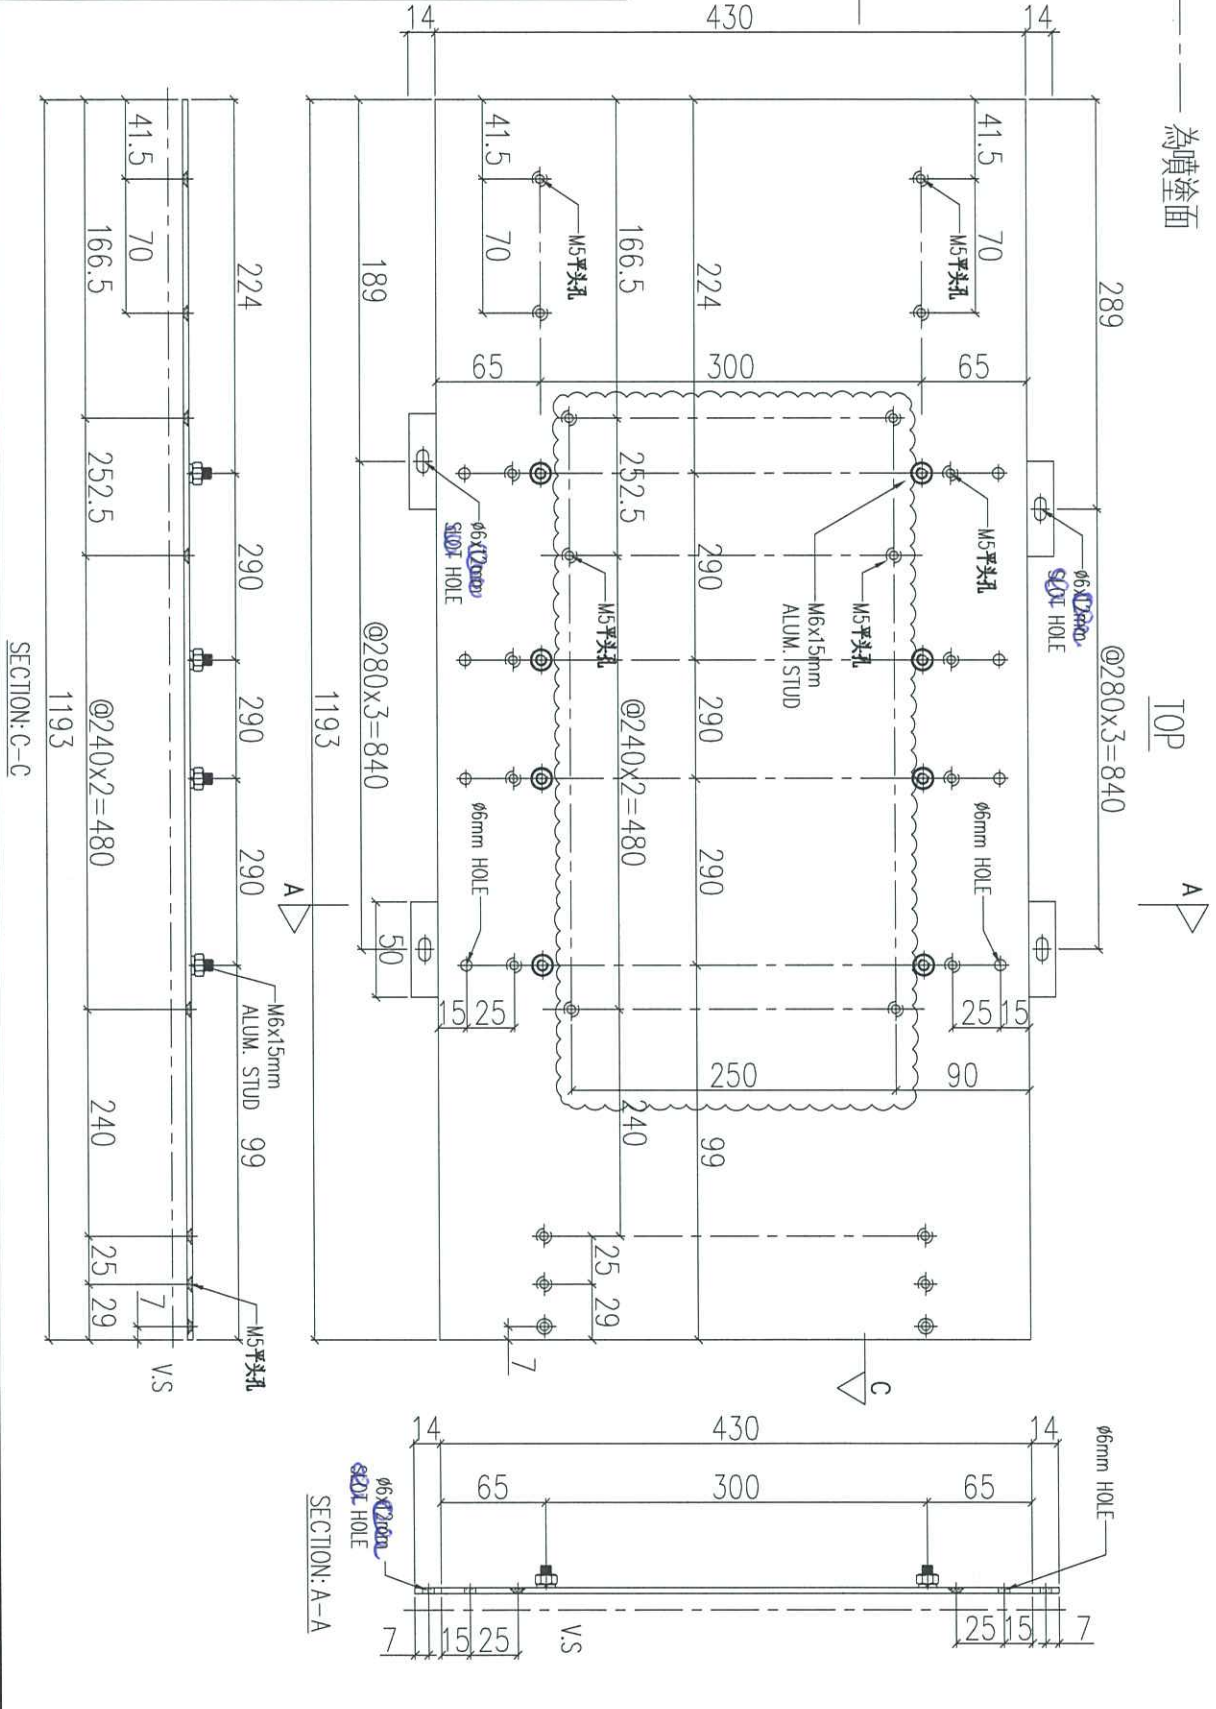 為噴塗面
TOP
289
@280x3=840
14
430
14
41.5
70
M5平头孔
224
290
290
290
99
166.5
252.5
@240x2=480
240
41.5
70
M5平头孔
65
300
65
ø6x12mm
SLOT HOLE
M5平头孔
M5平头孔
M6x15mm
ALUM. STUD
M5平头孔
ø6x12mm
SLOT HOLE
ø6mm HOLE
ø6mm HOLE
25
15
15
25
250
90
25
29
7
50
189
@280x3=840
1193
A
A
C
224
290
290
290
99
M6x15mm
ALUM. STUD
M5平头孔
V.S
41.5
70
7
166.5
252.5
@240x2=480
240
25
29
1193
SECTION: C-C
14
430
14
65
300
65
ø6mm HOLE
ø6x12mm
SLOT HOLE
7
15
25
V.S
25
15
7
SECTION: A-A